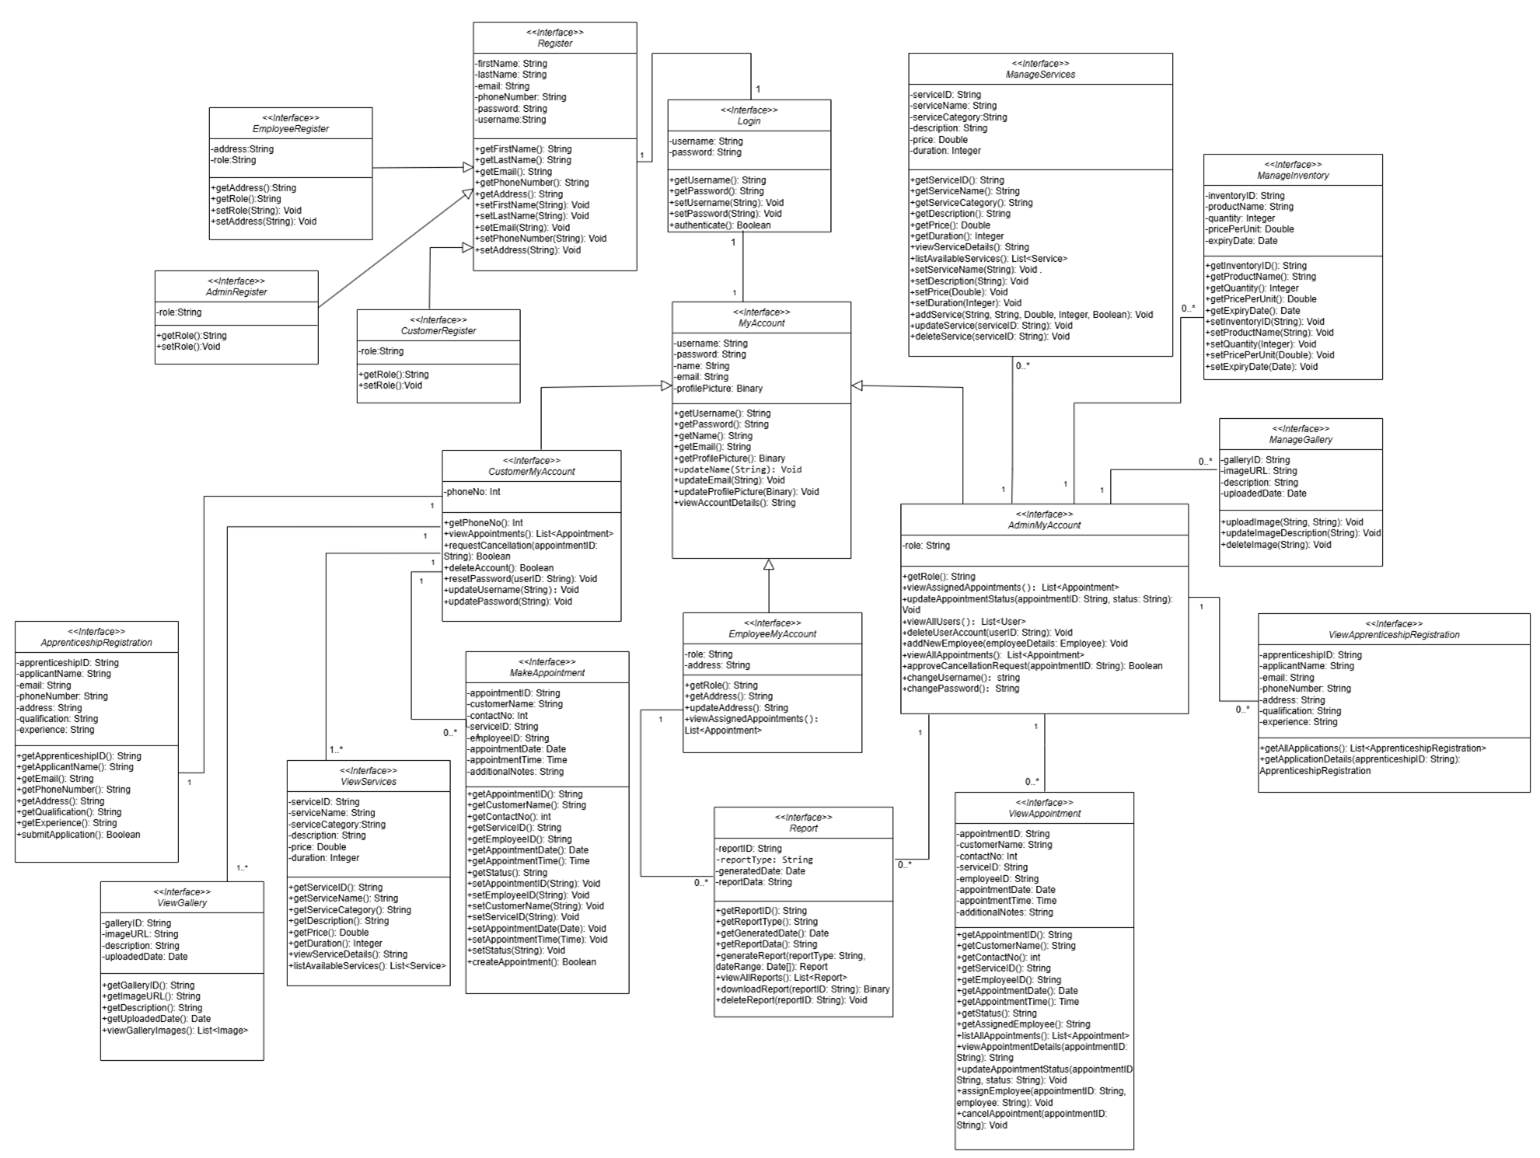 <<Interface>>
Register
-firstName: String
-lastName: String
-email: String
-phoneNumber: String
-password: String
-username:String
+getFirstName(): String
+getLastName(): String
+getEmail(): String
+getPhoneNumber(): String
+getAddress(): String
+setFirstName(String): Void
+setLastName(String): Void
+setEmail(String): Void
+setPhoneNumber(String): Void
+setAddress(String): Void
1
1
<<Interface>>
Login
-username: String
-password: String
+getUsername(): String
+getPassword(): String
+setUsername(String): Void
+setPassword(String): Void
+authenticate(): Boolean
1
1
<<Interface>>
EmployeeRegister
-address:String
-role:String
+getAddress():String
+getRole():String
+setRole(String): Void
+setAddress(String): Void
<<Interface>>
AdminRegister
-role:String
+getRole():String
+setRole():Void
<<Interface>>
CustomerRegister
-role:String
+getRole():String
+setRole():Void
<<Interface>>
MyAccount
-username: String
-password: String
-name: String
-email: String
-profilePicture: Binary
+getUsername(): String
+getPassword(): String
+getName(): String
+getEmail(): String
+getProfilePicture(): Binary
+updateName(String): Void
+updateEmail(String): Void
+updateProfilePicture(Binary): Void
+viewAccountDetails(): String
<<Interface>>
ManageServices
-serviceID: String
-serviceName: String
-serviceCategory:String
-description: String
-price: Double
-duration: Integer
+getServiceID(): String
+getServiceName(): String
+getServiceCategory(): String
+getDescription(): String
+getPrice(): Double
+getDuration(): Integer
+viewServiceDetails(): String
+listAvailableServices(): List<Service>
+setServiceName(String): Void .
+setDescription(String): Void
+setPrice(Double): Void
+setDuration(Integer): Void
+addService(String, String, Double, Integer, Boolean): Void
+updateService(serviceID: String): Void
+deleteService(serviceID: String): Void
0..*
1
<<Interface>>
ManageInventory
-inventoryID: String
-productName: String
-quantity: Integer
-pricePerUnit: Double
-expiryDate: Date
+getInventoryID(): String
+getProductName(): String
+getQuantity(): Integer
+getPricePerUnit(): Double
+getExpiryDate(): Date
+setInventoryID(String): Void
+setProductName(String): Void
+setQuantity(Integer): Void
+setPricePerUnit(Double): Void
+setExpiryDate(Date): Void
0..*
1
<<Interface>>
ManageGallery
-galleryID: String
-imageURL: String
-description: String
-uploadedDate: Date
+uploadImage(String, String): Void
+updateImageDescription(String): Void
+deleteImage(String): Void
0..*
1
<<Interface>>
CustomerMyAccount
-phoneNo: Int
+getPhoneNo(): Int
+viewAppointments(): List<Appointment>
+requestCancellation(appointmentID:
String): Boolean
+deleteAccount(): Boolean
+resetPassword(userID: String): Void
+updateUsername(String): Void
+updatePassword(String): Void
1
1
1
1
<<Interface>>
AdminMyAccount
-role: String
+getRole(): String
+viewAssignedAppointments(): List<Appointment>
+updateAppointmentStatus(appointmentID: String, status: String):
Void
+viewAllUsers(): List<User>
+deleteUserAccount(userID: String): Void
+addNewEmployee(employeeDetails: Employee): Void
+viewAllAppointments(): List<Appointment>
+approveCancellationRequest(appointmentID: String): Boolean
+changeUsername(): string
+changePassword(): String
1
0..*
<<Interface>>
ViewApprenticeshipRegistration
-apprenticeshipID: String
-applicantName: String
-email: String
-phoneNumber: String
-address: String
-qualification: String
-experience: String
+getAllApplications(): List<ApprenticeshipRegistration>
+getApplicationDetails(apprenticeshipID: String):
ApprenticeshipRegistration
<<Interface>>
ApprenticeshipRegistration
-apprenticeshipID: String
-applicantName: String
-email: String
-phoneNumber: String
-address: String
-qualification: String
-experience: String
+getApprenticeshipID(): String
+getApplicantName(): String
+getEmail(): String
+getPhoneNumber(): String
+getAddress(): String
+getQualification(): String
+getExperience(): String
+submitApplication(): Boolean
1
<<Interface>>
EmployeeMyAccount
-role: String
-address: String
+getRole(): String
+getAddress(): String
+updateAddress(): String
+viewAssignedAppointments():
List<Appointment>
1
<<Interface>>
MakeAppointment
-appointmentID: String
-customerName: String
-contactNo: Int
-serviceID: String
-employeeID: String
-appointmentDate: Date
-appointmentTime: Time
-additionalNotes: String
+getAppointmentID(): String
+getCustomerName(): String
+getContactNo(): int
+getServiceID(): String
+getEmployeeID(): String
+getAppointmentDate(): Date
+getAppointmentTime(): Time
+getStatus(): String
+setAppointmentID(String): Void
+setEmployeeID(String): Void
+setCustomerName(String): Void
+setServiceID(String): Void
+setAppointmentDate(Date): Void
+setAppointmentTime(Time): Void
+setStatus(String): Void
+createAppointment(): Boolean
0..*
1..*
<<Interface>>
ViewServices
-serviceID: String
-serviceName: String
-serviceCategory:String
-description: String
-price: Double
-duration: Integer
+getServiceID(): String
+getServiceName(): String
+getServiceCategory(): String
+getDescription(): String
+getPrice(): Double
+getDuration(): Integer
+viewServiceDetails(): String
+listAvailableServices(): List<Service>
1..*
<<Interface>>
ViewGallery
-galleryID: String
-imageURL: String
-description: String
-uploadedDate: Date
+getGalleryID(): String
+getImageURL(): String
+getDescription(): String
+getUploadedDate(): Date
+viewGalleryImages(): List<Image>
<<Interface>>
Report
-reportID: String
-reportType: String
-generatedDate: Date
-reportData: String
+getReportID(): String
+getReportType(): String
+getGeneratedDate(): Date
+getReportData(): String
+generateReport(reportType: String,
dateRange: Date[]): Report
+viewAllReports(): List<Report>
+downloadReport(reportID: String): Binary
+deleteReport(reportID: String): Void
0..*
0..*
1
1
0..*
<<Interface>>
ViewAppointment
-appointmentID: String
-customerName: String
-contactNo: Int
-serviceID: String
-employeeID: String
-appointmentDate: Date
-appointmentTime: Time
-additionalNotes: String
+getAppointmentID(): String
+getCustomerName(): String
+getContactNo(): int
+getServiceID(): String
+getEmployeeID(): String
+getAppointmentDate(): Date
+getAppointmentTime(): Time
+getStatus(): String
+getAssignedEmployee(): String
+listAllAppointments(): List<Appointment>
+viewAppointmentDetails(appointmentID:
String): String
+updateAppointmentStatus(appointmentID
String, status: String): Void
+assignEmployee(appointmentID: String,
employee: String): Void
+cancelAppointment(appointmentID:
String): Void